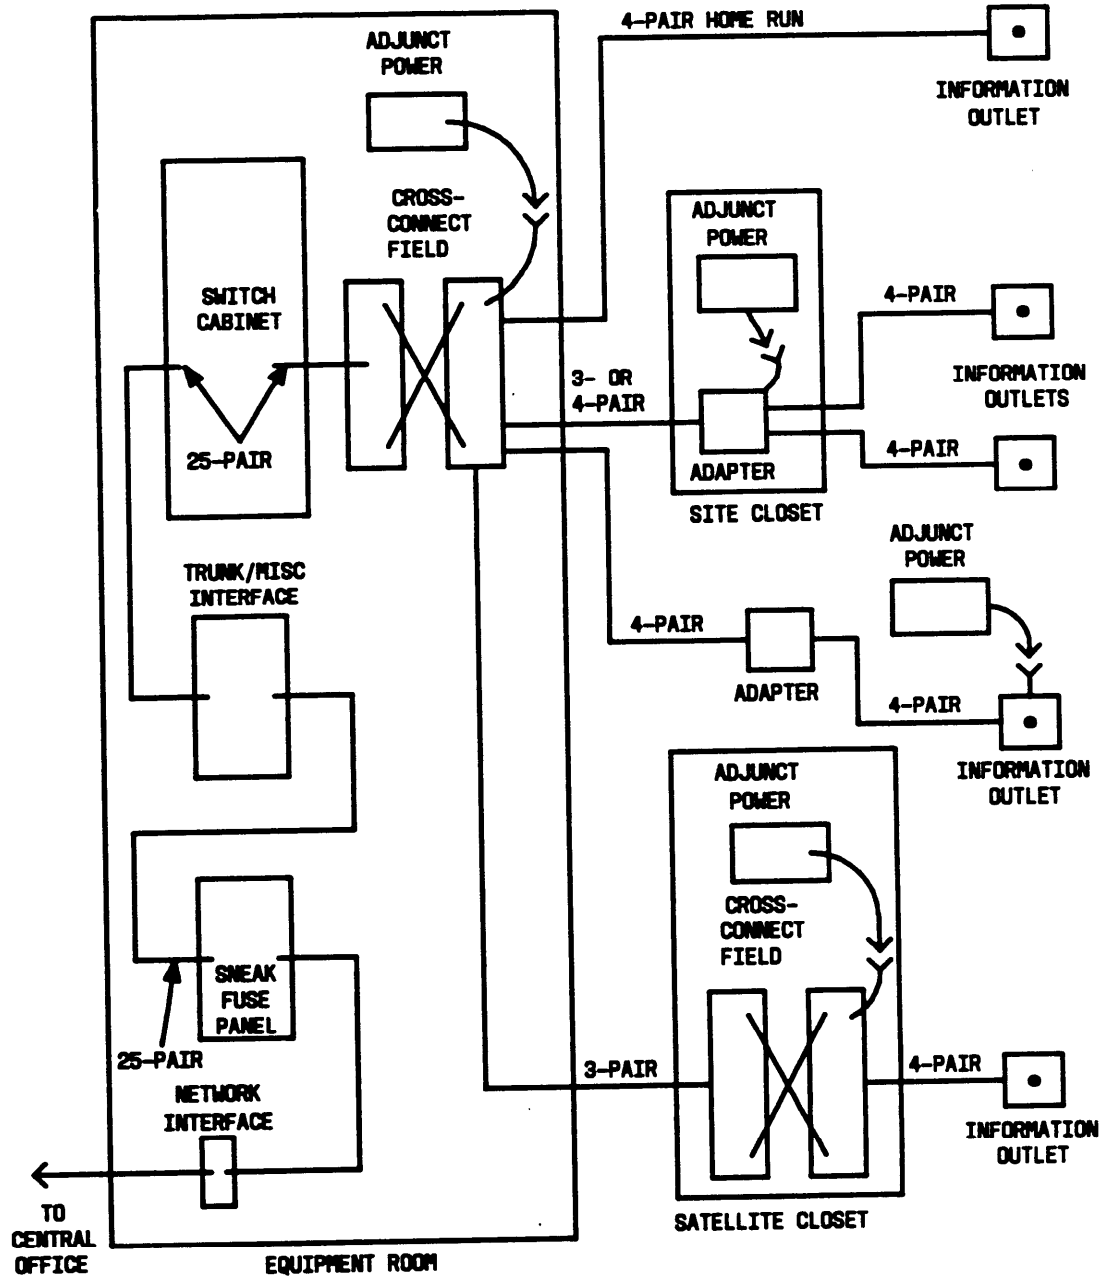 4-PAIR HOME RUN
ADJUNCT
POWER
INFORMATION
OUTLET
CROSS-
CONNECT
FIELD
ADJUNCT
POWER
SWITCH
CABINET
4-PAIR
INFORMATION
OUTLETS
3- OR
4-PAIR
25-PAIR
ADAPTER
4-PAIR
SITE CLOSET
ADJUNCT
POWER
TRUNK/MISC
INTERFACE
4-PAIR
ADAPTER
4-PAIR
INFORMATION
OUTLET
ADJUNCT
POWER
CROSS-
CONNECT
FIELD
SNEAK
FUSE
PANEL
25-PAIR
3-PAIR
4-PAIR
NETWORK
INTERFACE
INFORMATION
OUTLET
TO
CENTRAL
OFFICE
SATELLITE CLOSET
EQUIPMENT ROOM